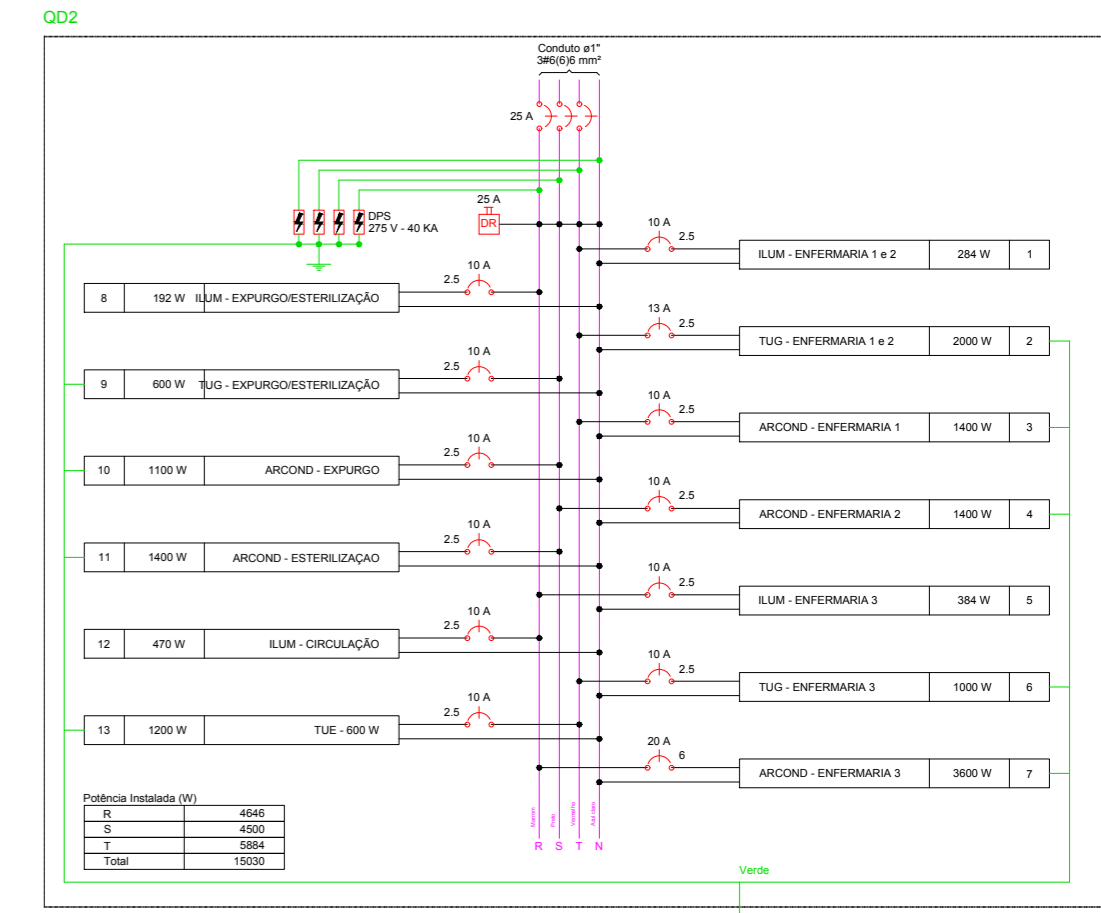 QD2
Conduto ø1"
3#6(6)6 mm²
25 A
DPS
275 V - 40 KA
25 A
DR
10 A
2.5
ILUM - ENFERMARIA 1 e 2 284 W 1
13 A
2.5
TUG - ENFERMARIA 1 e 2 2000 W 2
10 A
2.5
ARCOND - ENFERMARIA 1 1400 W 3
10 A
2.5
ARCOND - ENFERMARIA 2 1400 W 4
10 A
2.5
ILUM - ENFERMARIA 3 384 W 5
10 A
2.5
TUG - ENFERMARIA 3 1000 W 6
20 A
6
ARCOND - ENFERMARIA 3 3600 W 7
10 A
2.5
8 192 W ILUM - EXPURGO/ESTERILIZAÇÃO
10 A
2.5
9 600 W TUG - EXPURGO/ESTERILIZAÇÃO
10 A
2.5
10 1100 W ARCOND - EXPURGO
10 A
2.5
11 1400 W ARCOND - ESTERILIZAÇAO
10 A
2.5
12 470 W ILUM - CIRCULAÇÃO
10 A
2.5
13 1200 W TUE - 600 W
Potência Instalada (W)
R 4646
S 4500
T 5884
Total 15030
Marrom
Preto
Vermelho
Azul claro
R S T N
Verde